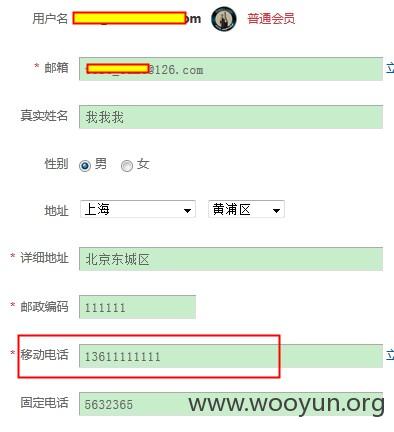 用户名 om 普通会员
* 邮箱 @126.com 立
真实姓名 我我我
性别 男 女
地址 上海 黄浦区
* 详细地址 北京东城区
* 邮政编码 111111
* 移动电话 13611111111 立
固定电话 5632365
www.wooyun.org